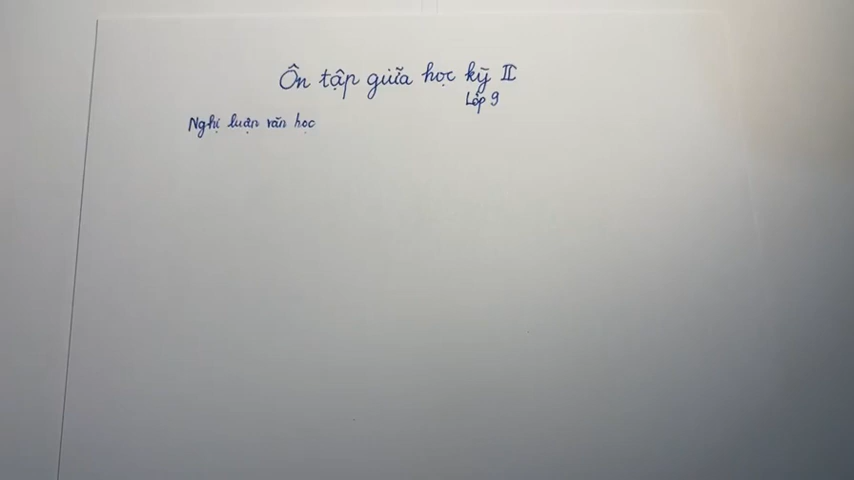 Ôn tập giữa học kỳ II
Lớp 9
Nghị luận văn học